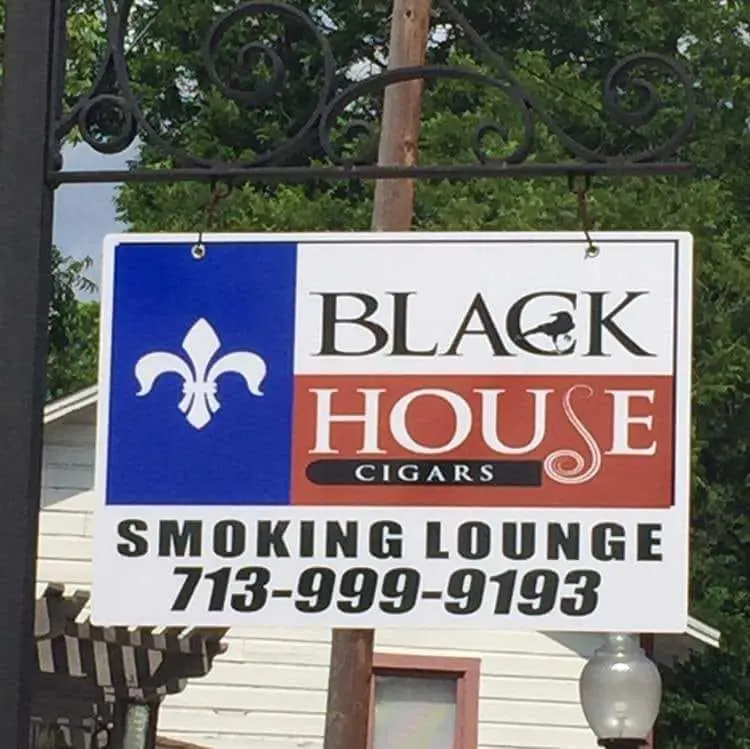 BLACK
HOUSE
CIGARS
SMOKING LOUNGE
713-999-9193